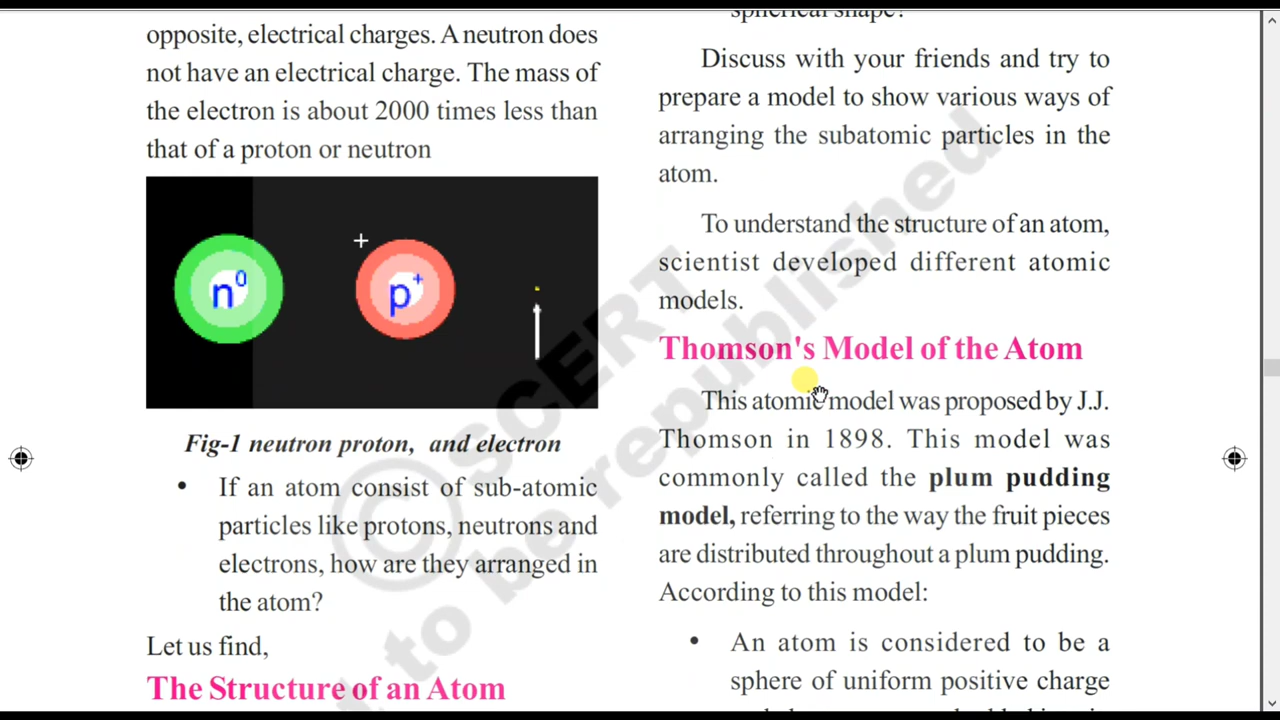 opposite, electrical charges. A neutron does
not have an electrical charge. The mass of
the electron is about 2000 times less than
that of a proton or neutron
n0
+
p+
Fig-1 neutron proton, and electron
• If an atom consist of sub-atomic
particles like protons, neutrons and
electrons, how are they arranged in
the atom?
Let us find,
The Structure of an Atom
spherical shape?
Discuss with your friends and try to
prepare a model to show various ways of
arranging the subatomic particles in the
atom.
To understand the structure of an atom,
scientist developed different atomic
models.
Thomson's Model of the Atom
This atomic model was proposed by J.J.
Thomson in 1898. This model was
commonly called the plum pudding
model, referring to the way the fruit pieces
are distributed throughout a plum pudding.
According to this model:
• An atom is considered to be a
sphere of uniform positive charge
© SCERT
to be republished